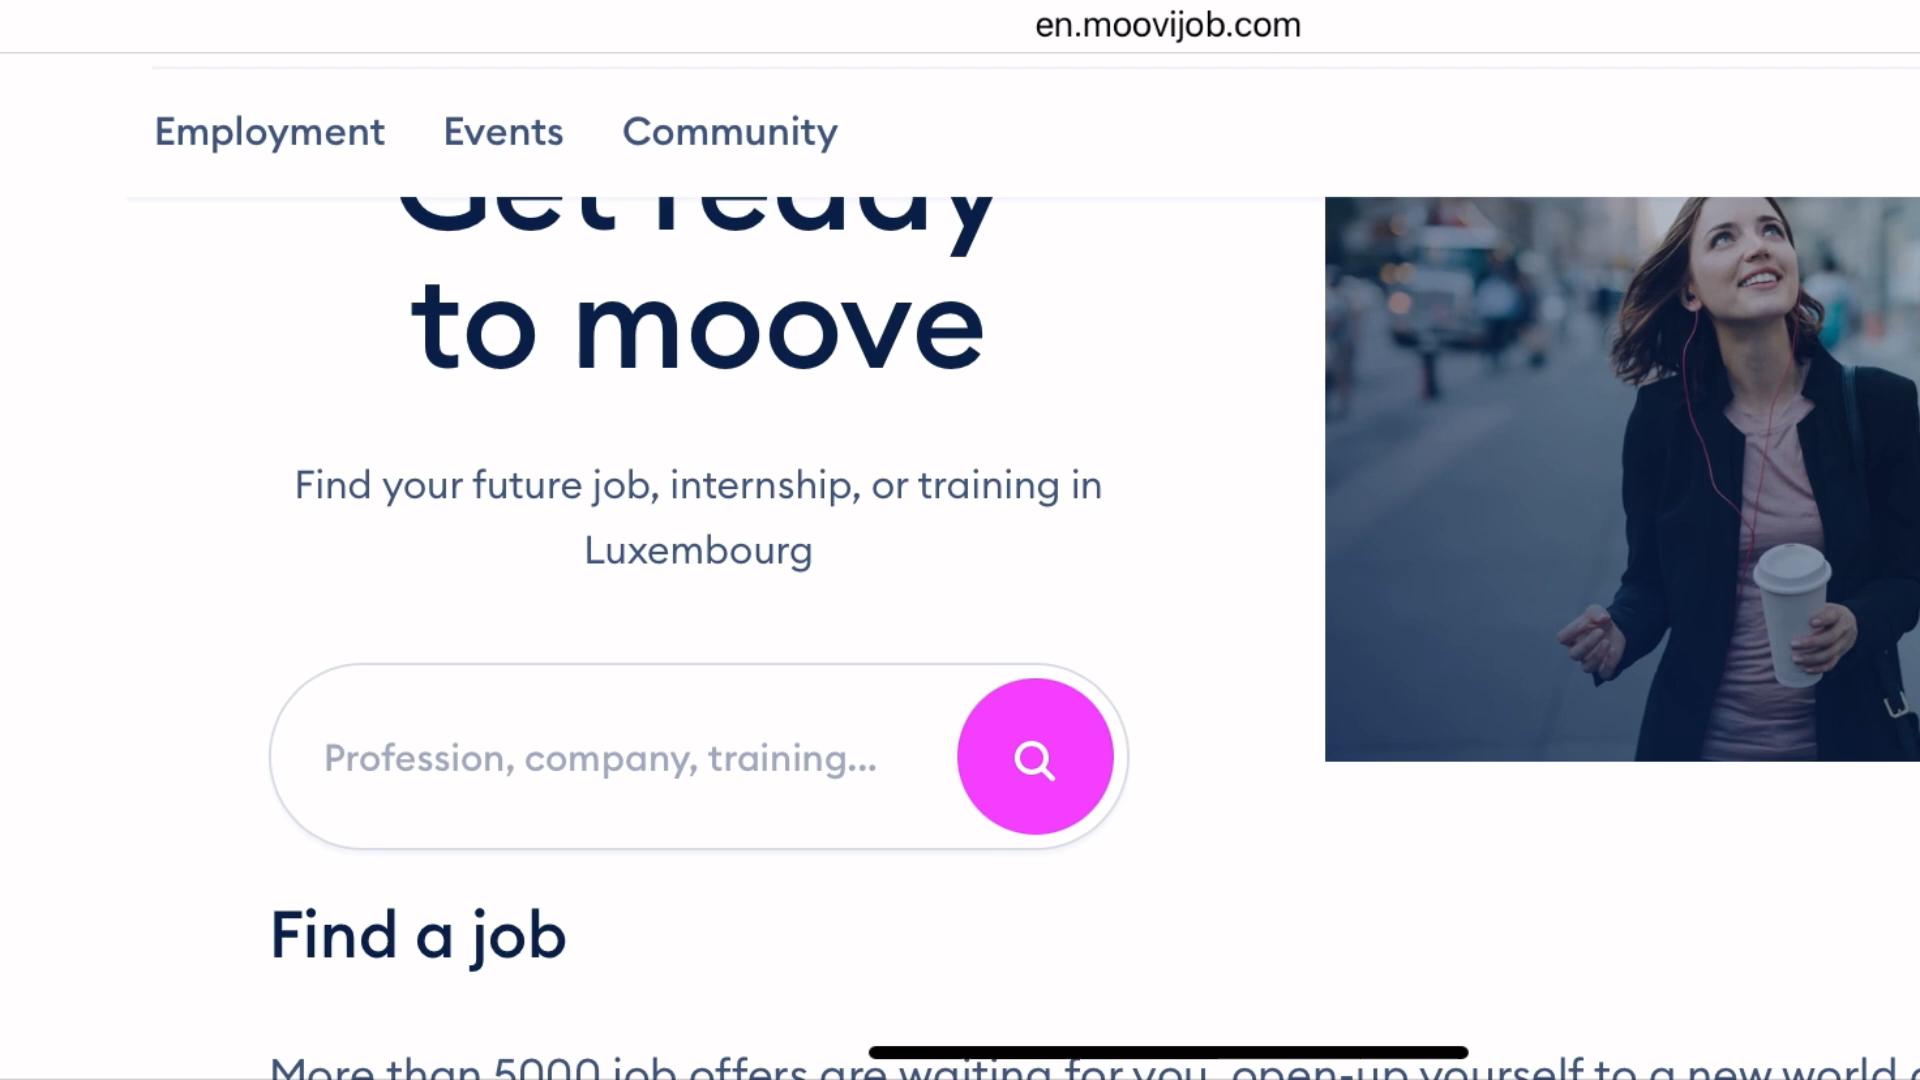 en.moovijob.com
Employment Events Community
Get ready
to moove
Find your future job, internship, or training in
Luxembourg
Profession, company, training...
Find a job
More than 5000 job offers are waiting for you, open-up yourself to a new world